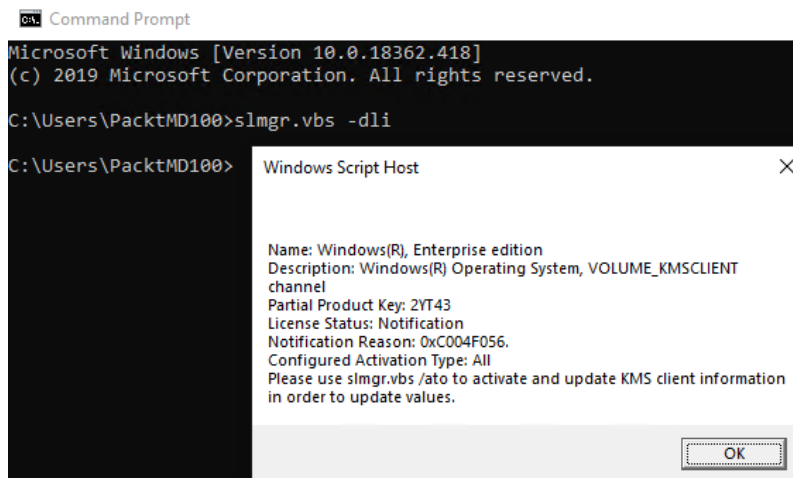 Command Prompt
Microsoft Windows [Version 10.0.18362.418]
(c) 2019 Microsoft Corporation. All rights reserved.
C:\Users\PacktMD100>slmgr.vbs -dli
C:\Users\PacktMD100>
Windows Script Host
Name: Windows(R), Enterprise edition
Description: Windows(R) Operating System, VOLUME_KMSCLIENT
channel
Partial Product Key: 2YT43
License Status: Notification
Notification Reason: 0xC004F056.
Configured Activation Type: All
Please use slmgr.vbs /ato to activate and update KMS client information
in order to update values.
OK